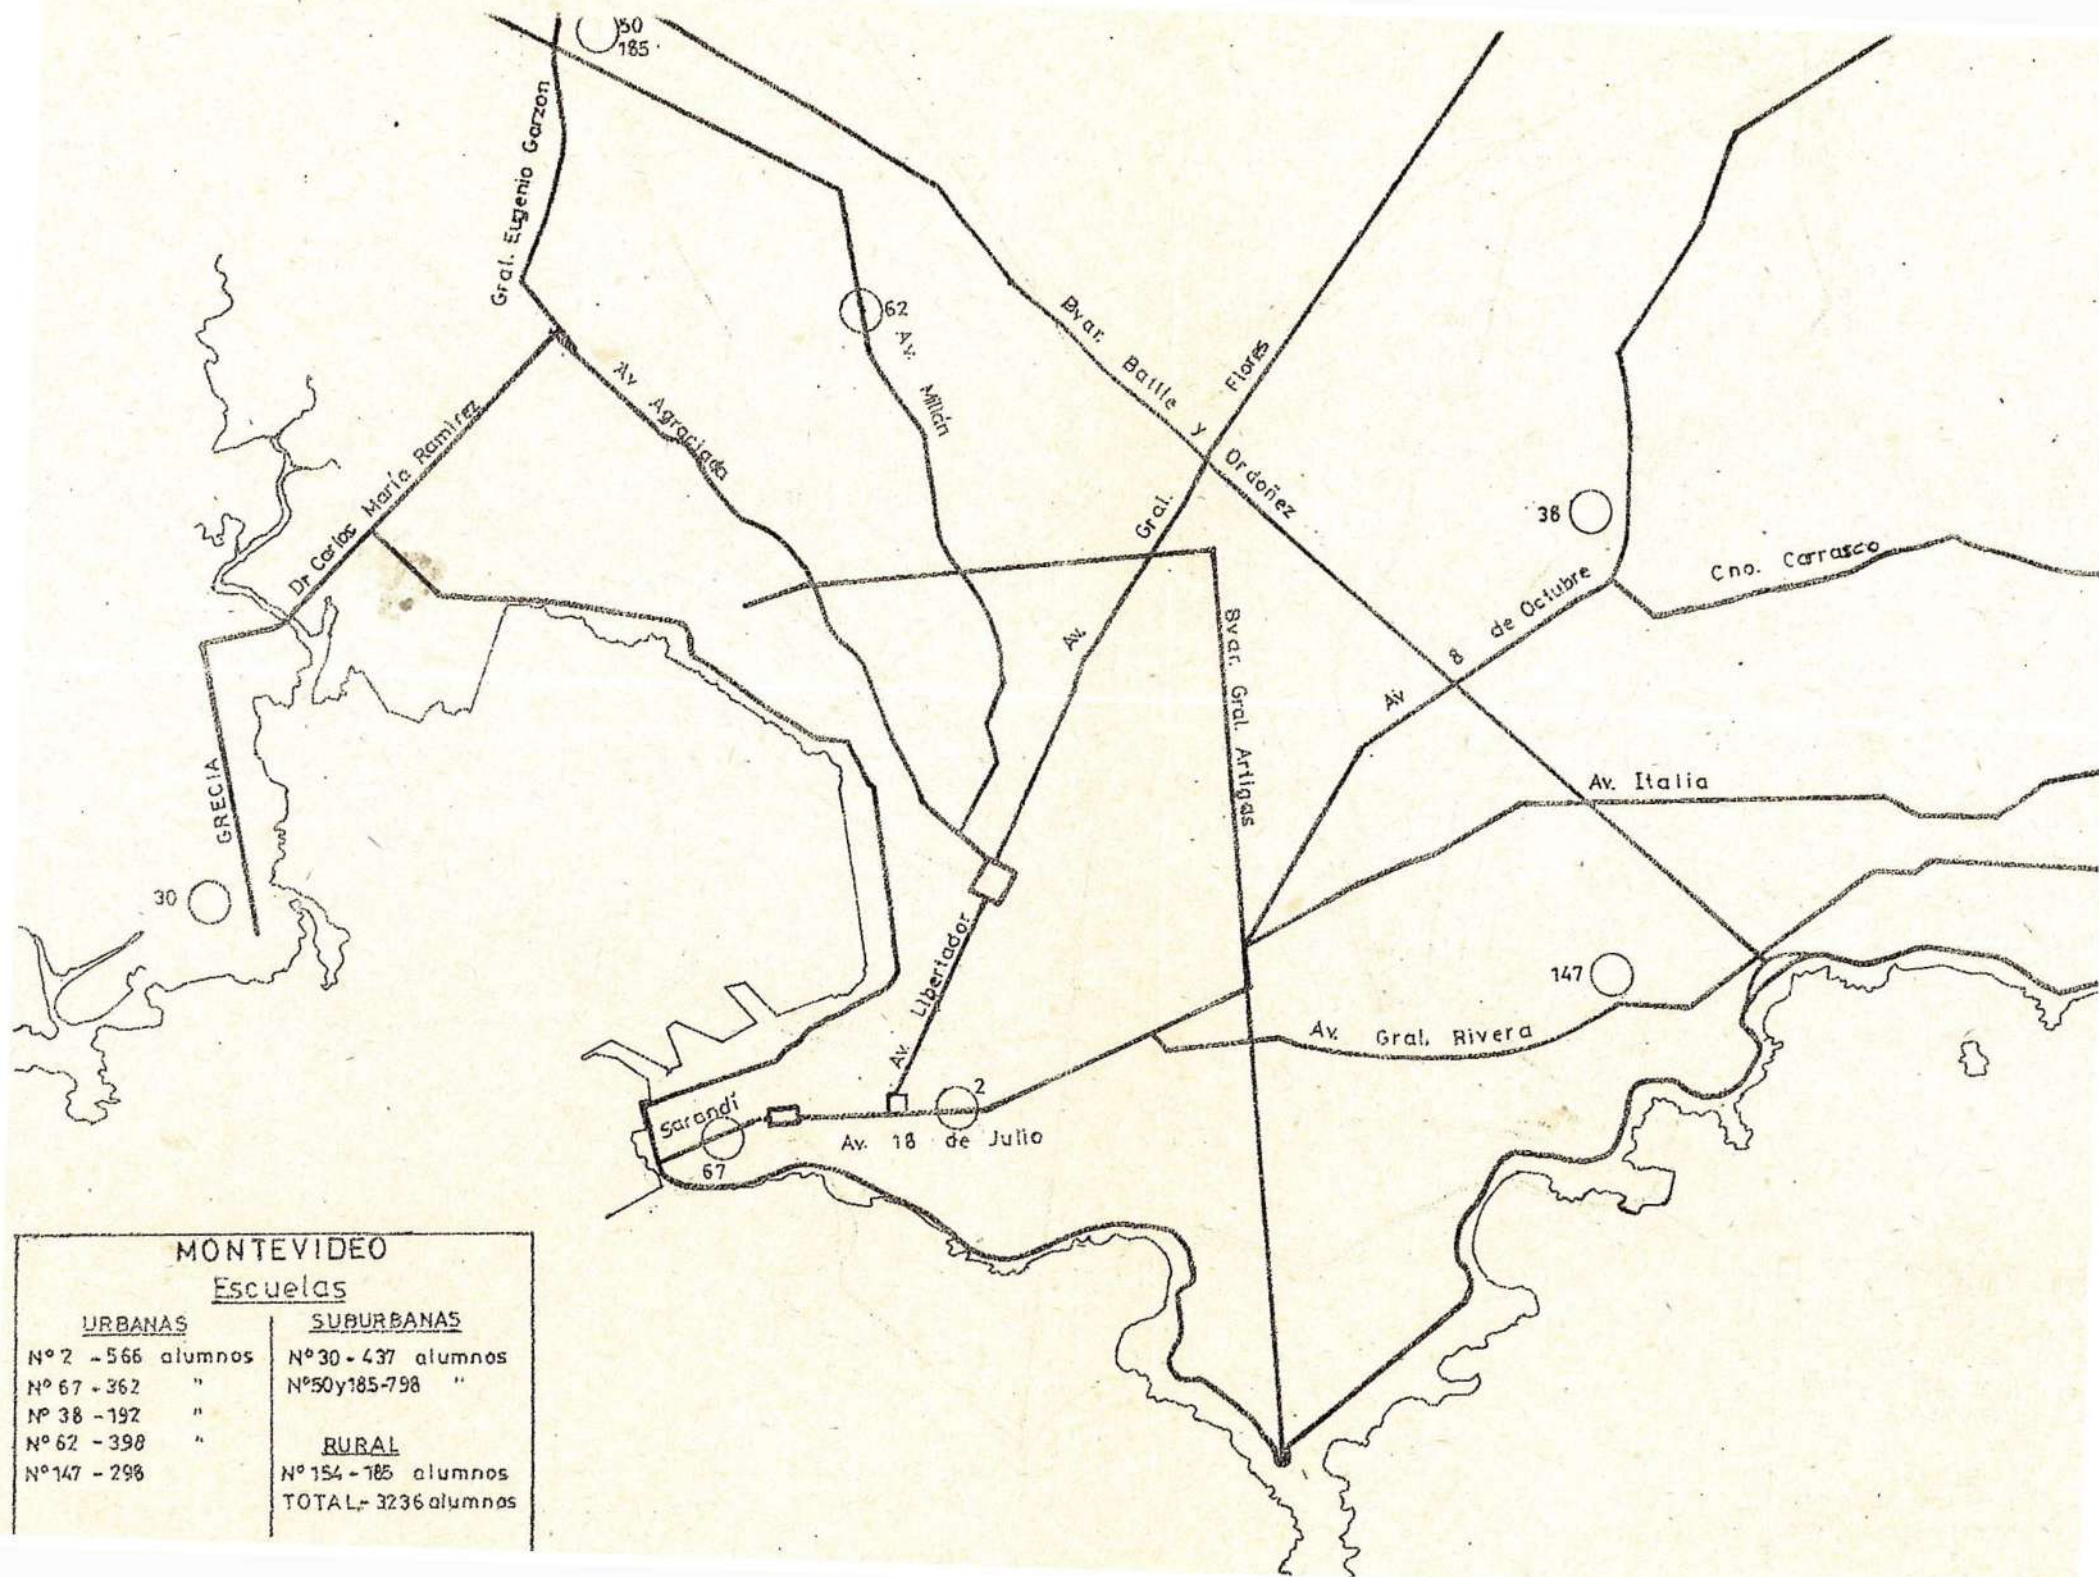 50
185
Gral. Eugenio Garzon
62
Av. Millán
Bvar. Batlle y Ordoñez
Av. Gral. Flores
Av Agraciada
Dr Carlos María Ramirez
38
Cno. Carrasco
Av. 8 de Octubre
Bvar. Gral. Artigas
Av. Italia
GRECIA
30
Av. Libertador
147
Av. Gral. Rivera
2
Sarandí
67
Av. 18 de Julio
MONTEVIDEO
Escuelas
URBANAS
Nº 2 - 566 alumnos
Nº 67 - 362 "
Nº 38 - 192 "
Nº 62 - 398 "
Nº 147 - 298
SUBURBANAS
Nº 30 - 437 alumnos
Nº 50 y 185 - 798 "
RURAL
Nº 154 - 185 alumnos
TOTAL - 3236 alumnos